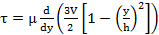 τ = μ d/dy (3V/2 [1 − (y/h)²])